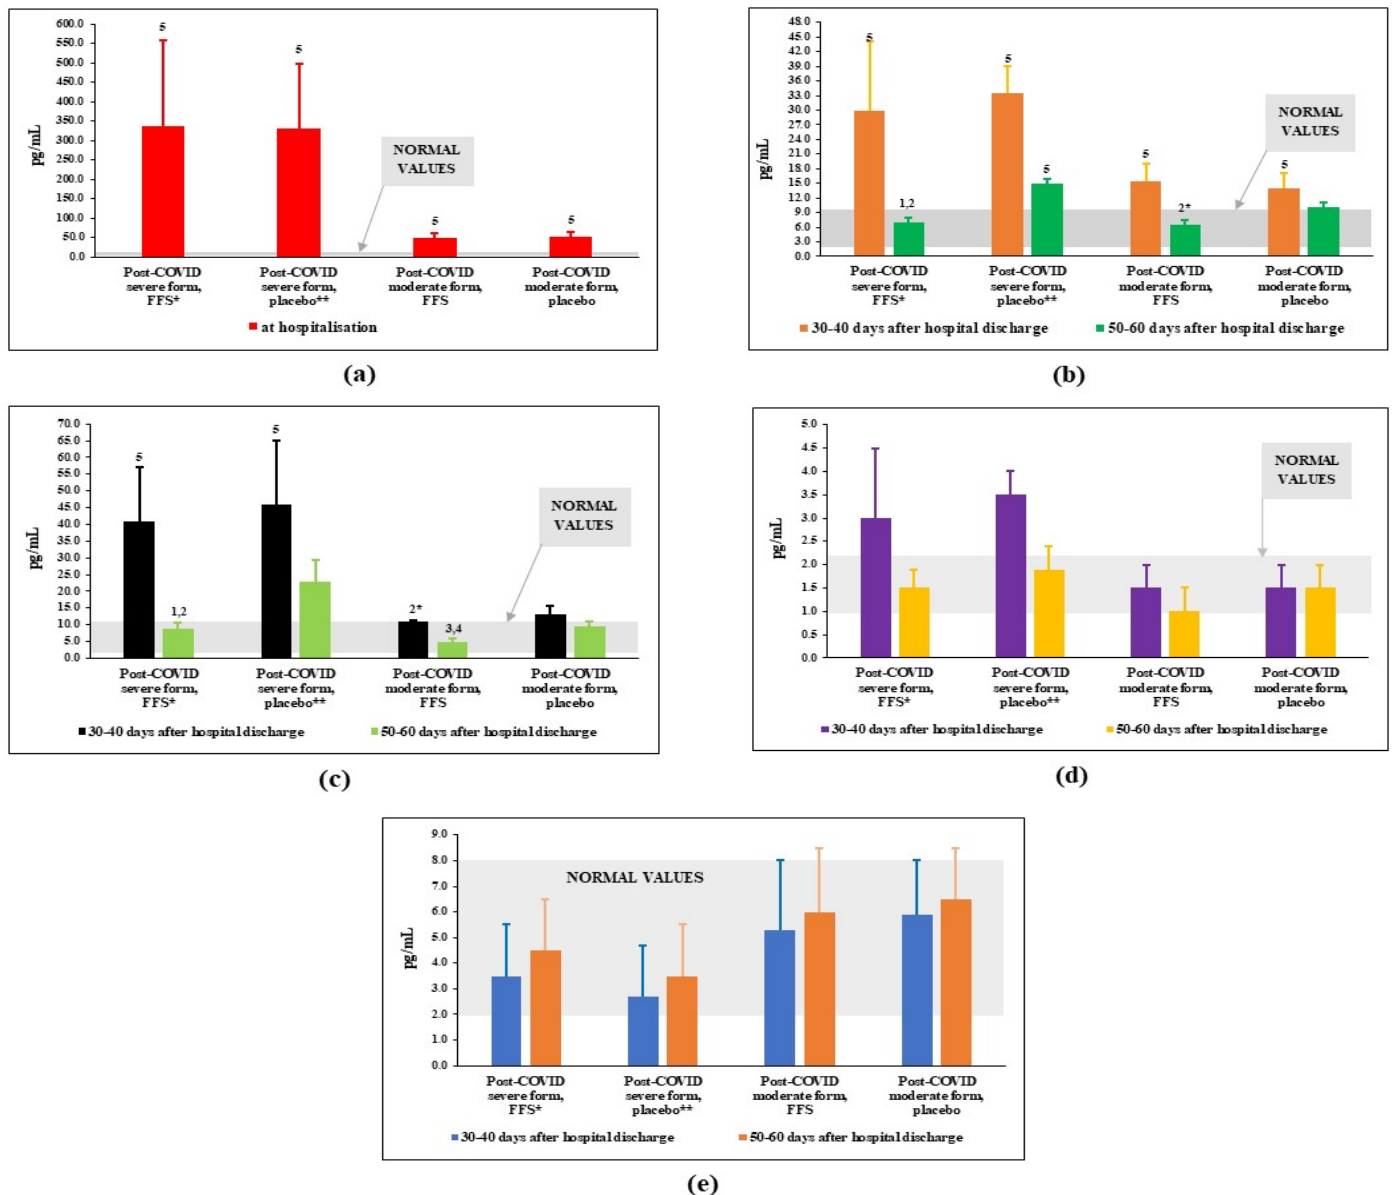 600.0
550.0
500.0
450.0
400.0
350.0
300.0
250.0
200.0
150.0
100.0
50.0
0.0
pg/mL
5
5
5
5
NORMAL
VALUES
Post-COVID
severe form,
FFS*
Post-COVID
severe form,
placebo**
Post-COVID
moderate form,
FFS
Post-COVID
moderate form,
placebo
at hospitalisation
(a)
48.0
45.0
42.0
39.0
36.0
33.0
30.0
27.0
24.0
21.0
18.0
15.0
12.0
9.0
6.0
3.0
0.0
pg/mL
5
1,2
5
5
5
2*
5
NORMAL
VALUES
Post-COVID
severe form,
FFS*
Post-COVID
severe form,
placebo**
Post-COVID
moderate form,
FFS
Post-COVID
moderate form,
placebo
30-40 days after hospital discharge
50-60 days after hospital discharge
(b)
70.0
65.0
60.0
55.0
50.0
45.0
40.0
35.0
30.0
25.0
20.0
15.0
10.0
5.0
0.0
pg/mL
5
1,2
5
2*
3,4
NORMAL
VALUES
Post-COVID
severe form,
FFS*
Post-COVID
severe form,
placebo**
Post-COVID
moderate form,
FFS
Post-COVID
moderate form,
placebo
30-40 days after hospital discharge
50-60 days after hospital discharge
(c)
5.0
4.5
4.0
3.5
3.0
2.5
2.0
1.5
1.0
0.5
0.0
pg/mL
NORMAL
VALUES
Post-COVID
severe form,
FFS*
Post-COVID
severe form,
placebo**
Post-COVID
moderate form,
FFS
Post-COVID
moderate form,
placebo
30-40 days after hospital discharge
50-60 days after hospital discharge
(d)
9.0
8.0
7.0
6.0
5.0
4.0
3.0
2.0
1.0
0.0
pg/mL
NORMAL VALUES
Post-COVID
severe form,
FFS*
Post-COVID
severe form,
placebo**
Post-COVID
moderate form,
FFS
Post-COVID
moderate form,
placebo
30-40 days after hospital discharge
50-60 days after hospital discharge
(e)